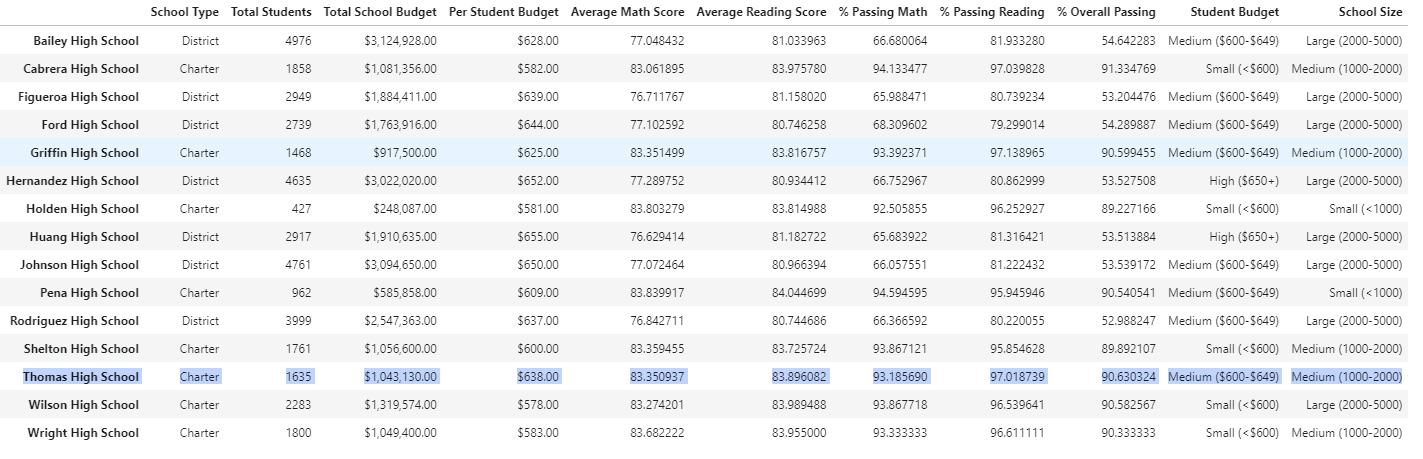 School Type Total Students Total School Budget Per Student Budget Average Math Score Average Reading Score % Passing Math % Passing Reading % Overall Passing Student Budget School Size
Bailey High School District 4976 $3,124,928.00 $628.00 77.048432 81.033963 66.680064 81.933280 54.642283 Medium ($600-$649) Large (2000-5000)
Cabrera High School Charter 1858 $1,081,356.00 $582.00 83.061895 83.975780 94.133477 97.039828 91.334769 Small (<$600) Medium (1000-2000)
Figueroa High School District 2949 $1,884,411.00 $639.00 76.711767 81.158020 65.988471 80.739234 53.204476 Medium ($600-$649) Large (2000-5000)
Ford High School District 2739 $1,763,916.00 $644.00 77.102592 80.746258 68.309602 79.299014 54.289887 Medium ($600-$649) Large (2000-5000)
Griffin High School Charter 1468 $917,500.00 $625.00 83.351499 83.816757 93.392371 97.138965 90.599455 Medium ($600-$649) Medium (1000-2000)
Hernandez High School District 4635 $3,022,020.00 $652.00 77.289752 80.934412 66.752967 80.862999 53.527508 High ($650+) Large (2000-5000)
Holden High School Charter 427 $248,087.00 $581.00 83.803279 83.814988 92.505855 96.252927 89.227166 Small (<$600) Small (<1000)
Huang High School District 2917 $1,910,635.00 $655.00 76.629414 81.182722 65.683922 81.316421 53.513884 High ($650+) Large (2000-5000)
Johnson High School District 4761 $3,094,650.00 $650.00 77.072464 80.966394 66.057551 81.222432 53.539172 Medium ($600-$649) Large (2000-5000)
Pena High School Charter 962 $585,858.00 $609.00 83.839917 84.044699 94.594595 95.945946 90.540541 Medium ($600-$649) Small (<1000)
Rodriguez High School District 3999 $2,547,363.00 $637.00 76.842711 80.744686 66.366592 80.220055 52.988247 Medium ($600-$649) Large (2000-5000)
Shelton High School Charter 1761 $1,056,600.00 $600.00 83.359455 83.725724 93.867121 95.854628 89.892107 Small (<$600) Medium (1000-2000)
Thomas High School Charter 1635 $1,043,130.00 $638.00 83.350937 83.896082 93.185690 97.018739 90.630324 Medium ($600-$649) Medium (1000-2000)
Wilson High School Charter 2283 $1,319,574.00 $578.00 83.274201 83.989488 93.867718 96.539641 90.582567 Small (<$600) Large (2000-5000)
Wright High School Charter 1800 $1,049,400.00 $583.00 83.682222 83.955000 93.333333 96.611111 90.333333 Small (<$600) Medium (1000-2000)